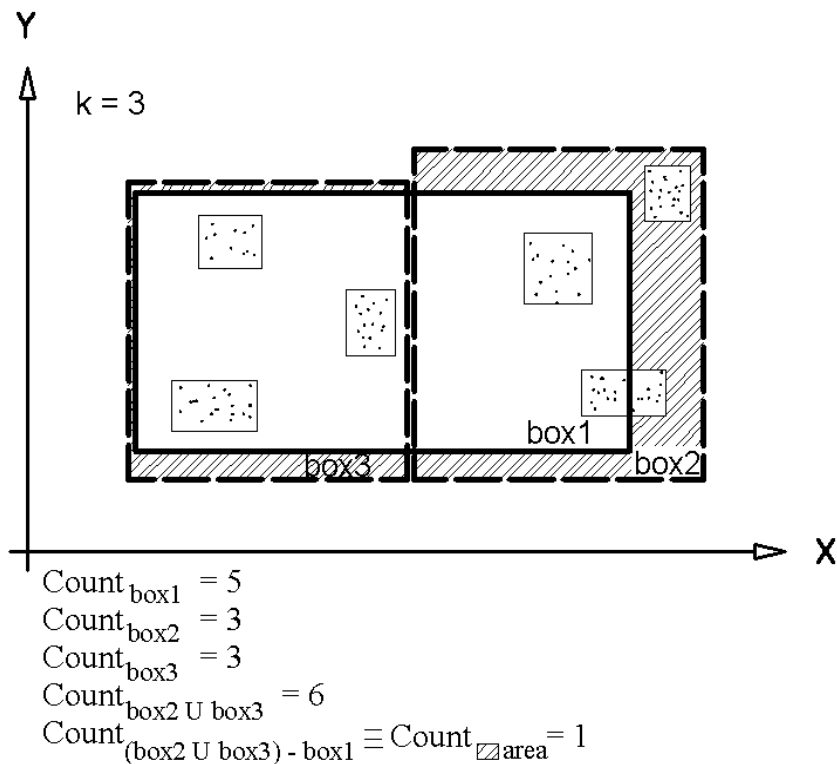 Y
k = 3
box1
box3
box2
X
Count box1 = 5
Count box2 = 3
Count box3 = 3
Count box2 U box3 = 6
Count (box2 U box3) - box1 ≡ Count area = 1